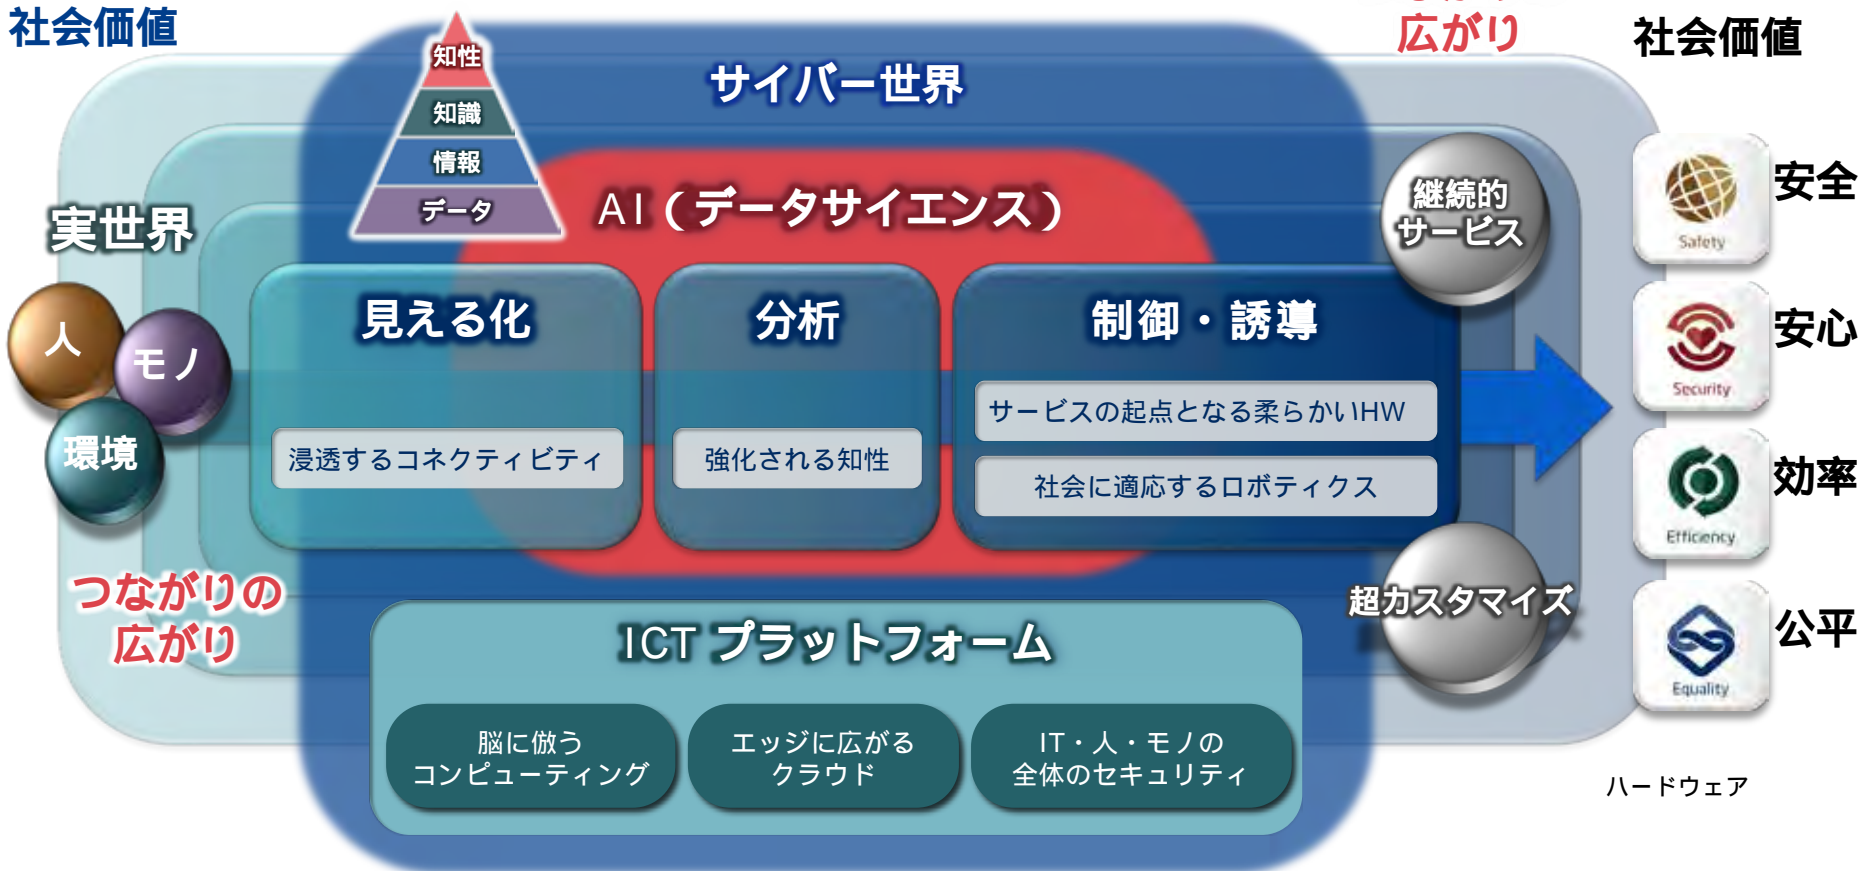 社会価値
広がり
社会価値
知性
知識
情報
データ
サイバー世界
AI（データサイエンス）
継続的
サービス
実世界
人
モノ
環境
見える化
浸透するコネクティビティ
分析
強化される知性
制御・誘導
サービスの起点となる柔らかいHW
社会に適応するロボティクス
安全
Safety
安心
Security
効率
Efficiency
公平
Equality
つながりの
広がり
超カスタマイズ
ICT プラットフォーム
脳に倣う
コンピューティング
エッジに広がる
クラウド
IT・人・モノの
全体のセキュリティ
ハードウェア